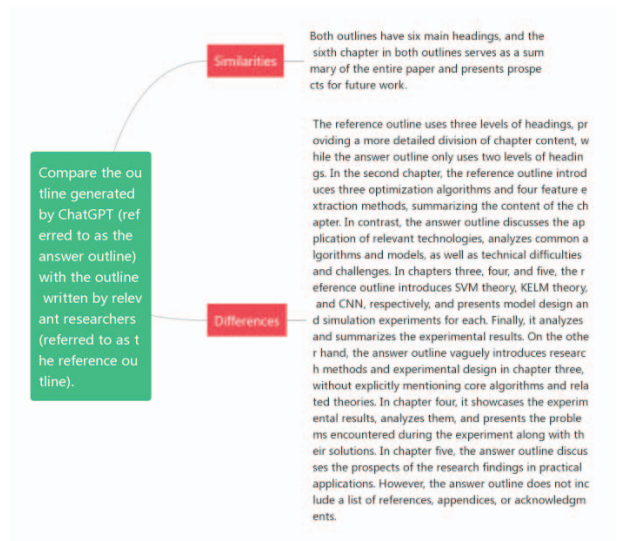 Compare the ou
tline generated
by ChatGPT (ref
erred to as the
answer outline)
with the outline
written by relev
ant researchers
(referred to as t
he reference ou
tline).
Similarities
Both outlines have six main headings, and the
sixth chapter in both outlines serves as a sum
mary of the entire paper and presents prospe
cts for future work.
Differences
The reference outline uses three levels of headings, pr
oviding a more detailed division of chapter content, w
hile the answer outline only uses two levels of headin
gs. In the second chapter, the reference outline introd
uces three optimization algorithms and four feature e
xtraction methods, summarizing the content of the ch
apter. In contrast, the answer outline discusses the ap
plication of relevant technologies, analyzes common a
lgorithms and models, as well as technical difficulties
and challenges. In chapters three, four, and five, the r
eference outline introduces SVM theory, KELM theory,
and CNN, respectively, and presents model design an
d simulation experiments for each. Finally, it analyzes
and summarizes the experimental results. On the othe
r hand, the answer outline vaguely introduces researc
h methods and experimental design in chapter three,
without explicitly mentioning core algorithms and rela
ted theories. In chapter four, it showcases the experim
ental results, analyzes them, and presents the proble
ms encountered during the experiment along with th
eir solutions. In chapter five, the answer outline discus
ses the prospects of the research findings in practical
applications. However, the answer outline does not inc
lude a list of references, appendices, or acknowledgm
ents.